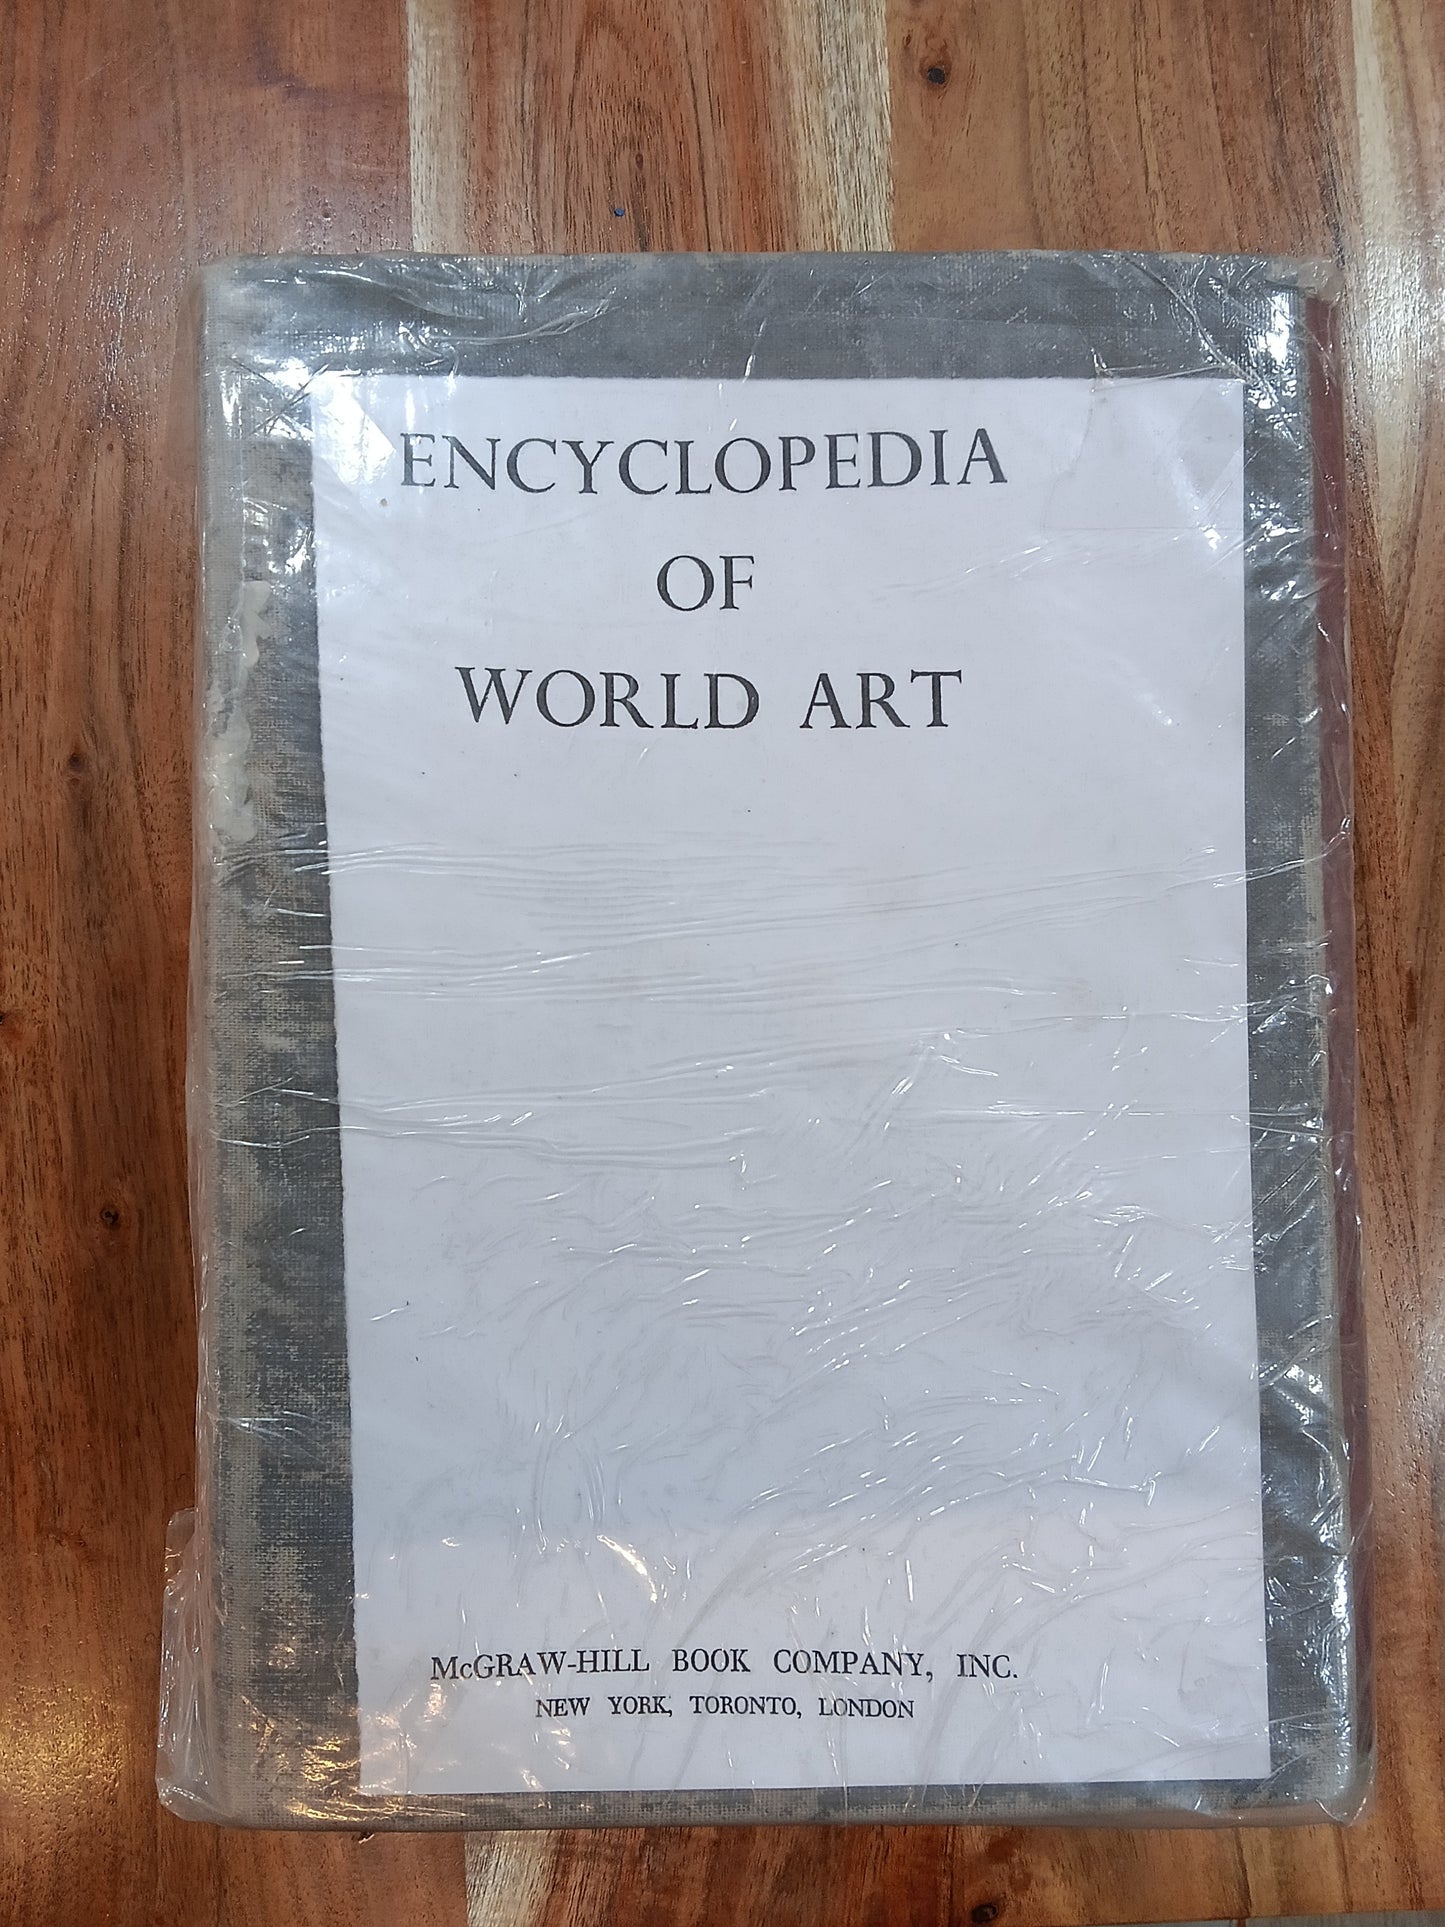 ENCYCLOPEDIA
OF
WORLD ART
McGRAW-HILL BOOK COMPANY, INC.
NEW YORK, TORONTO, LONDON